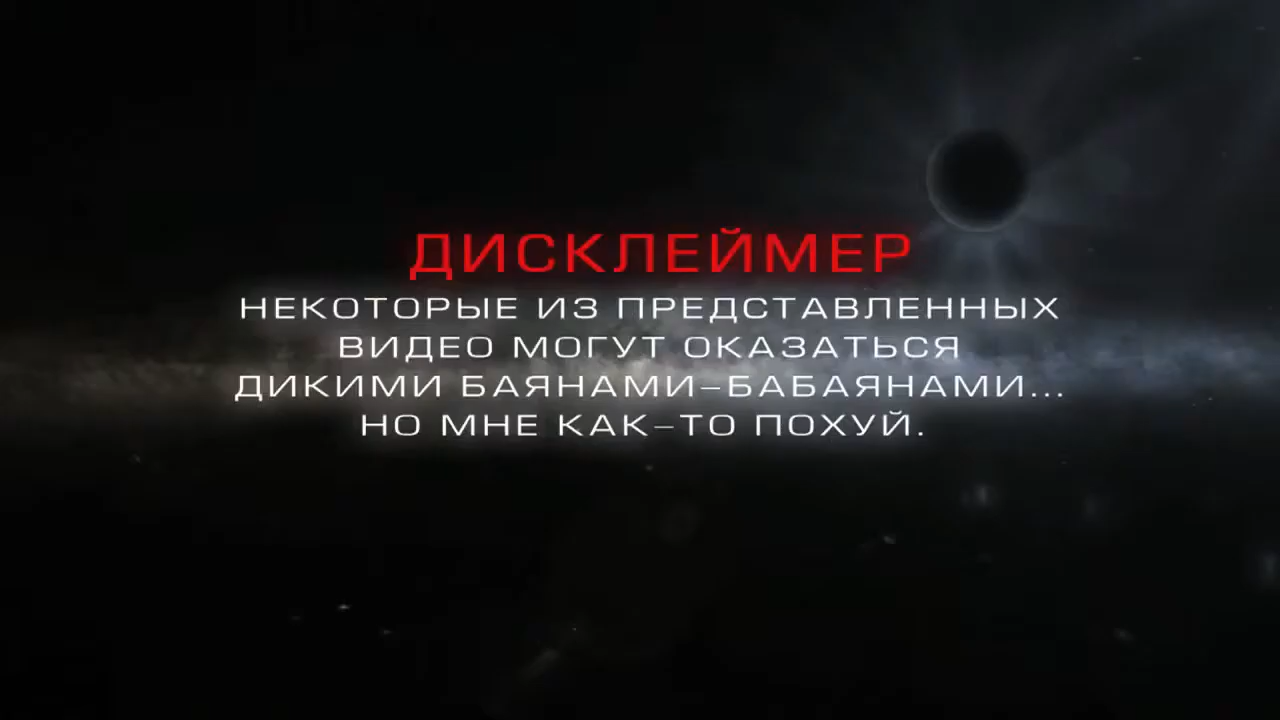 ДИСКЛЕЙМЕР
НЕКОТОРЫЕ ИЗ ПРЕДСТАВЛЕННЫХ
ВИДЕО МОГУТ ОКАЗАТЬСЯ
ДИКИМИ БАЯНАМИ–БАБАЯНАМИ...
НО МНЕ КАК–ТО ПОХУЙ.